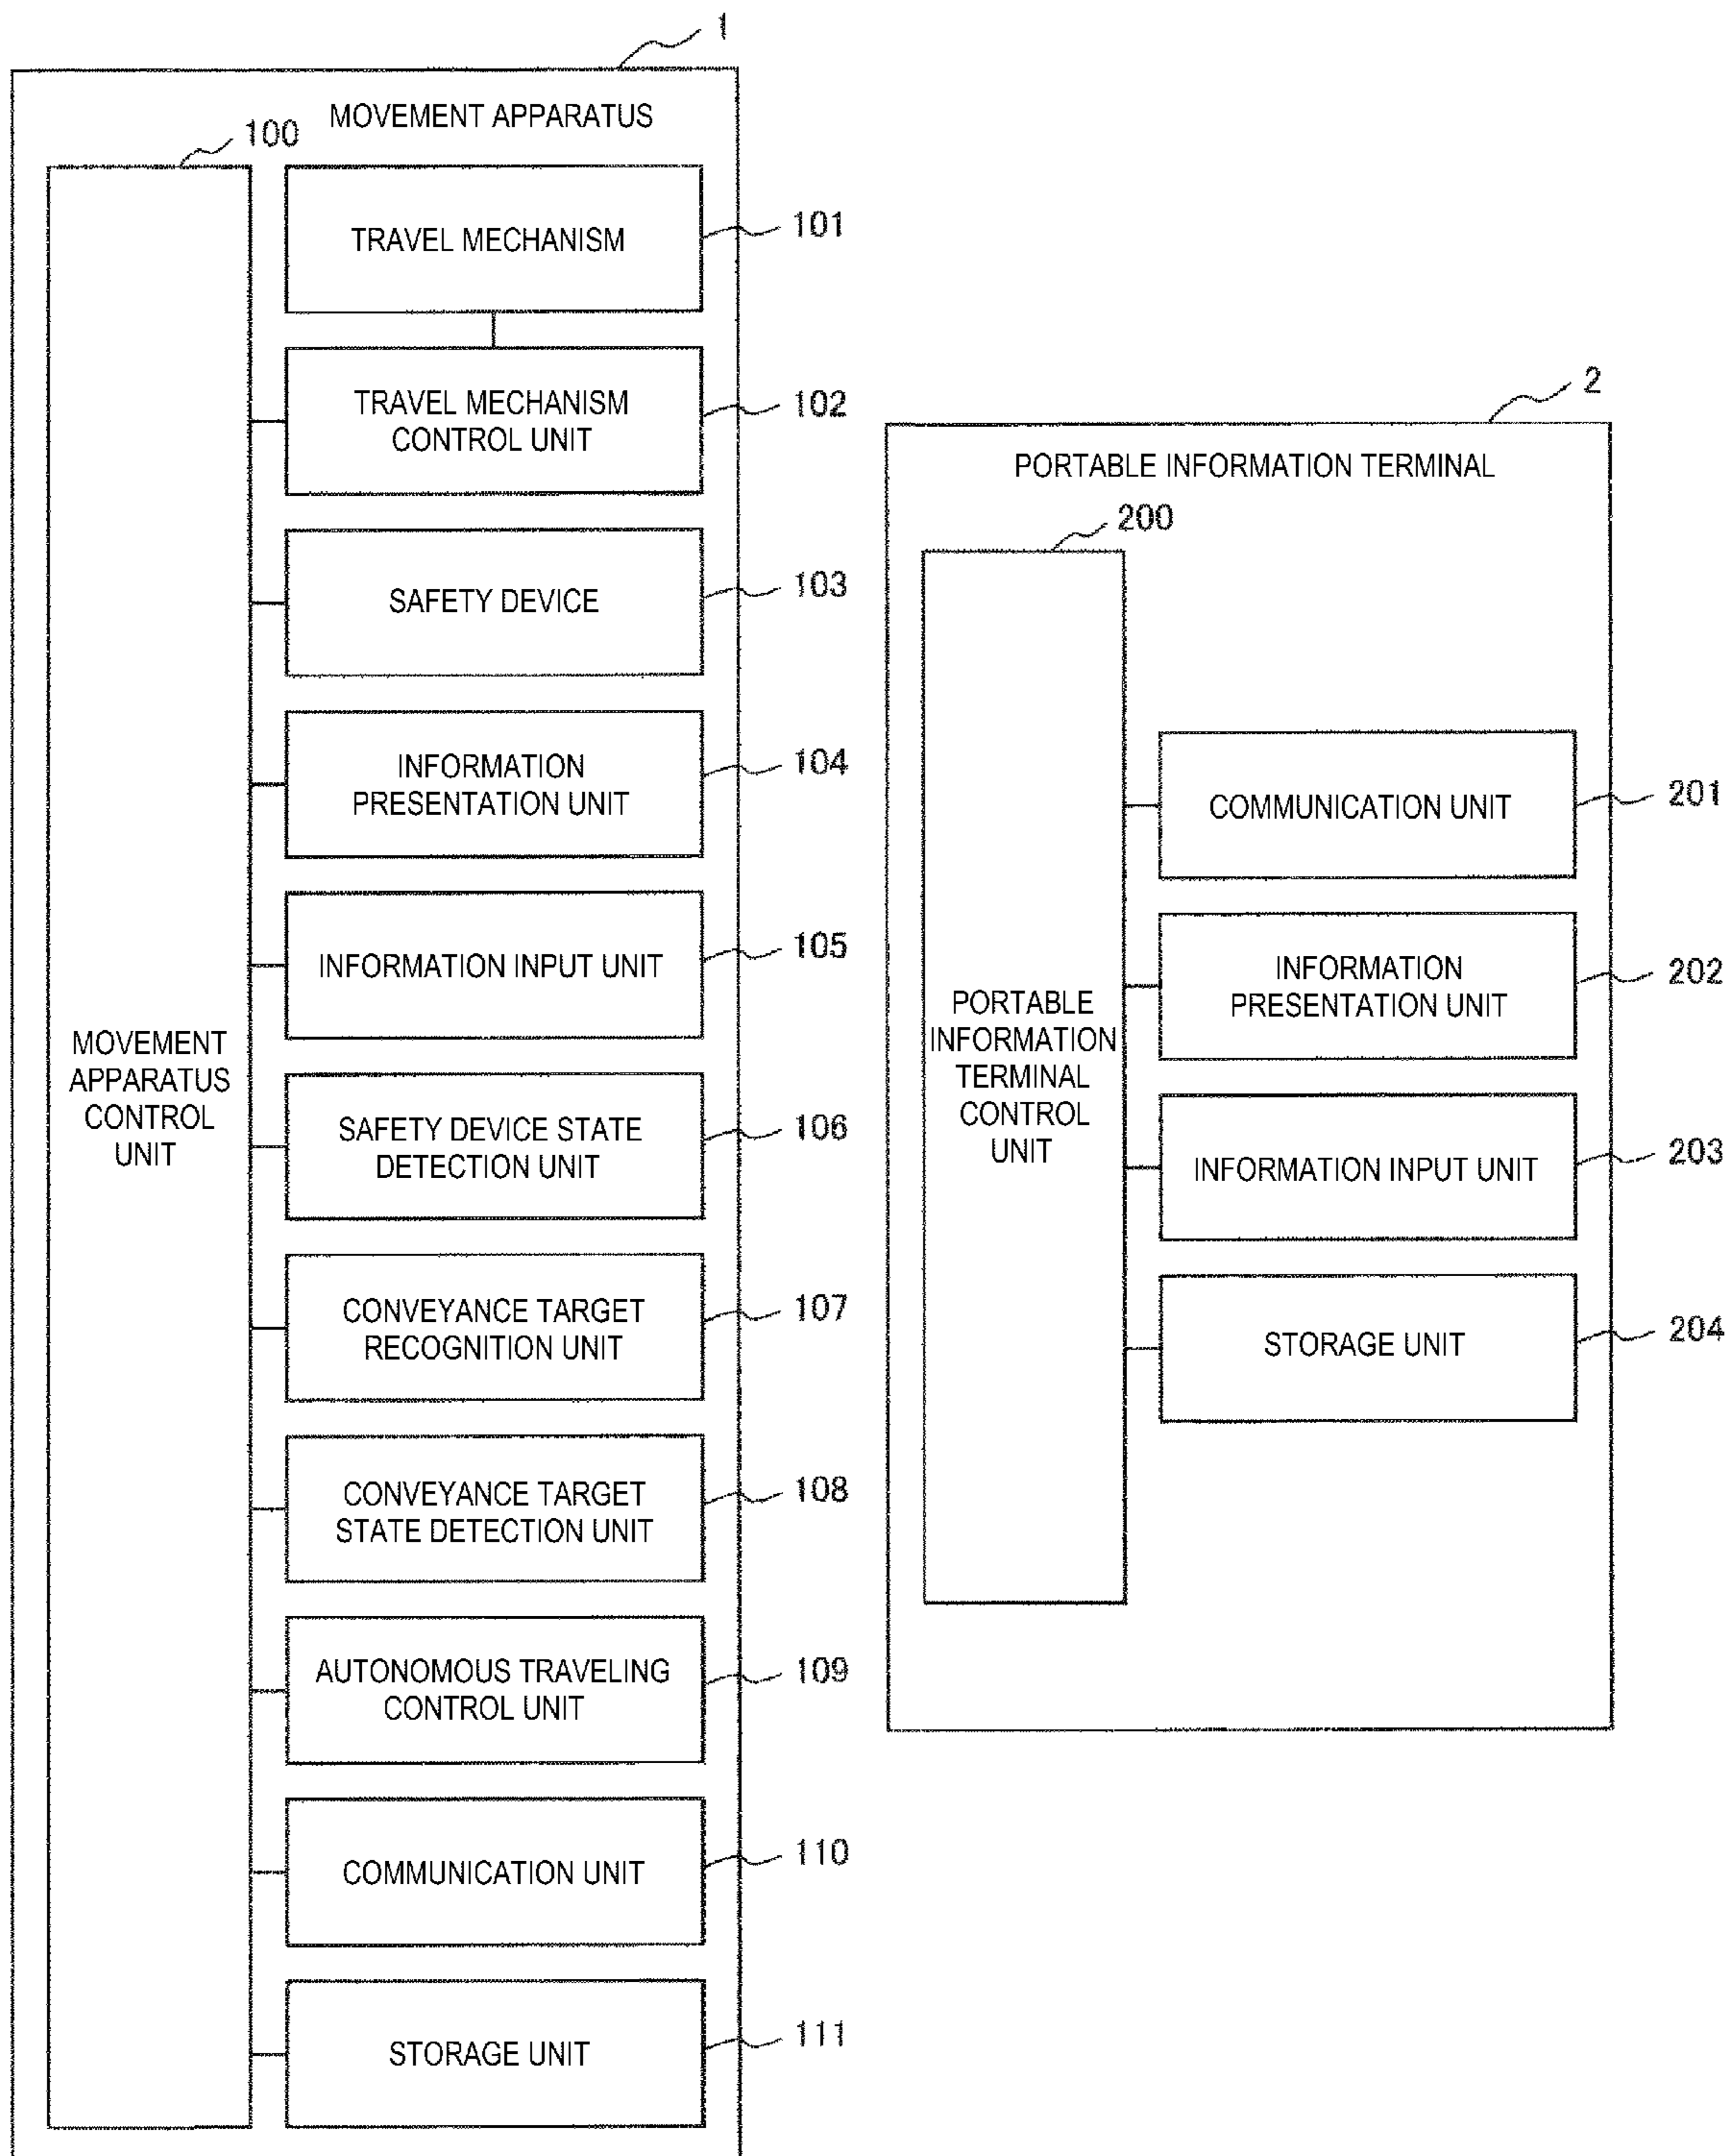 1
MOVEMENT APPARATUS
100
MOVEMENT
APPARATUS
CONTROL
UNIT
TRAVEL MECHANISM
101
TRAVEL MECHANISM
CONTROL UNIT
102
SAFETY DEVICE
103
INFORMATION
PRESENTATION UNIT
104
INFORMATION INPUT UNIT
105
SAFETY DEVICE STATE
DETECTION UNIT
106
CONVEYANCE TARGET
RECOGNITION UNIT
107
CONVEYANCE TARGET
STATE DETECTION UNIT
108
AUTONOMOUS TRAVELING
CONTROL UNIT
109
COMMUNICATION UNIT
110
STORAGE UNIT
111
2
PORTABLE INFORMATION TERMINAL
200
PORTABLE
INFORMATION
TERMINAL
CONTROL
UNIT
COMMUNICATION UNIT
201
INFORMATION
PRESENTATION UNIT
202
INFORMATION INPUT UNIT
203
STORAGE UNIT
204